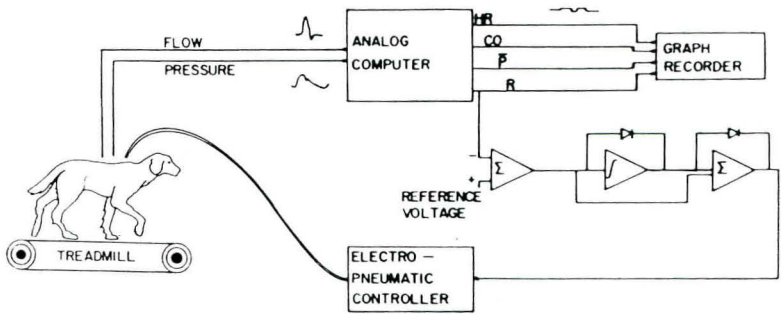 HR
CO
P̅
R
FLOW
PRESSURE
ANALOG
COMPUTER
GRAPH
RECORDER
−
Σ
+
∫
Σ
REFERENCE
VOLTAGE
TREADMILL
ELECTRO —
PNEUMATIC
CONTROLLER